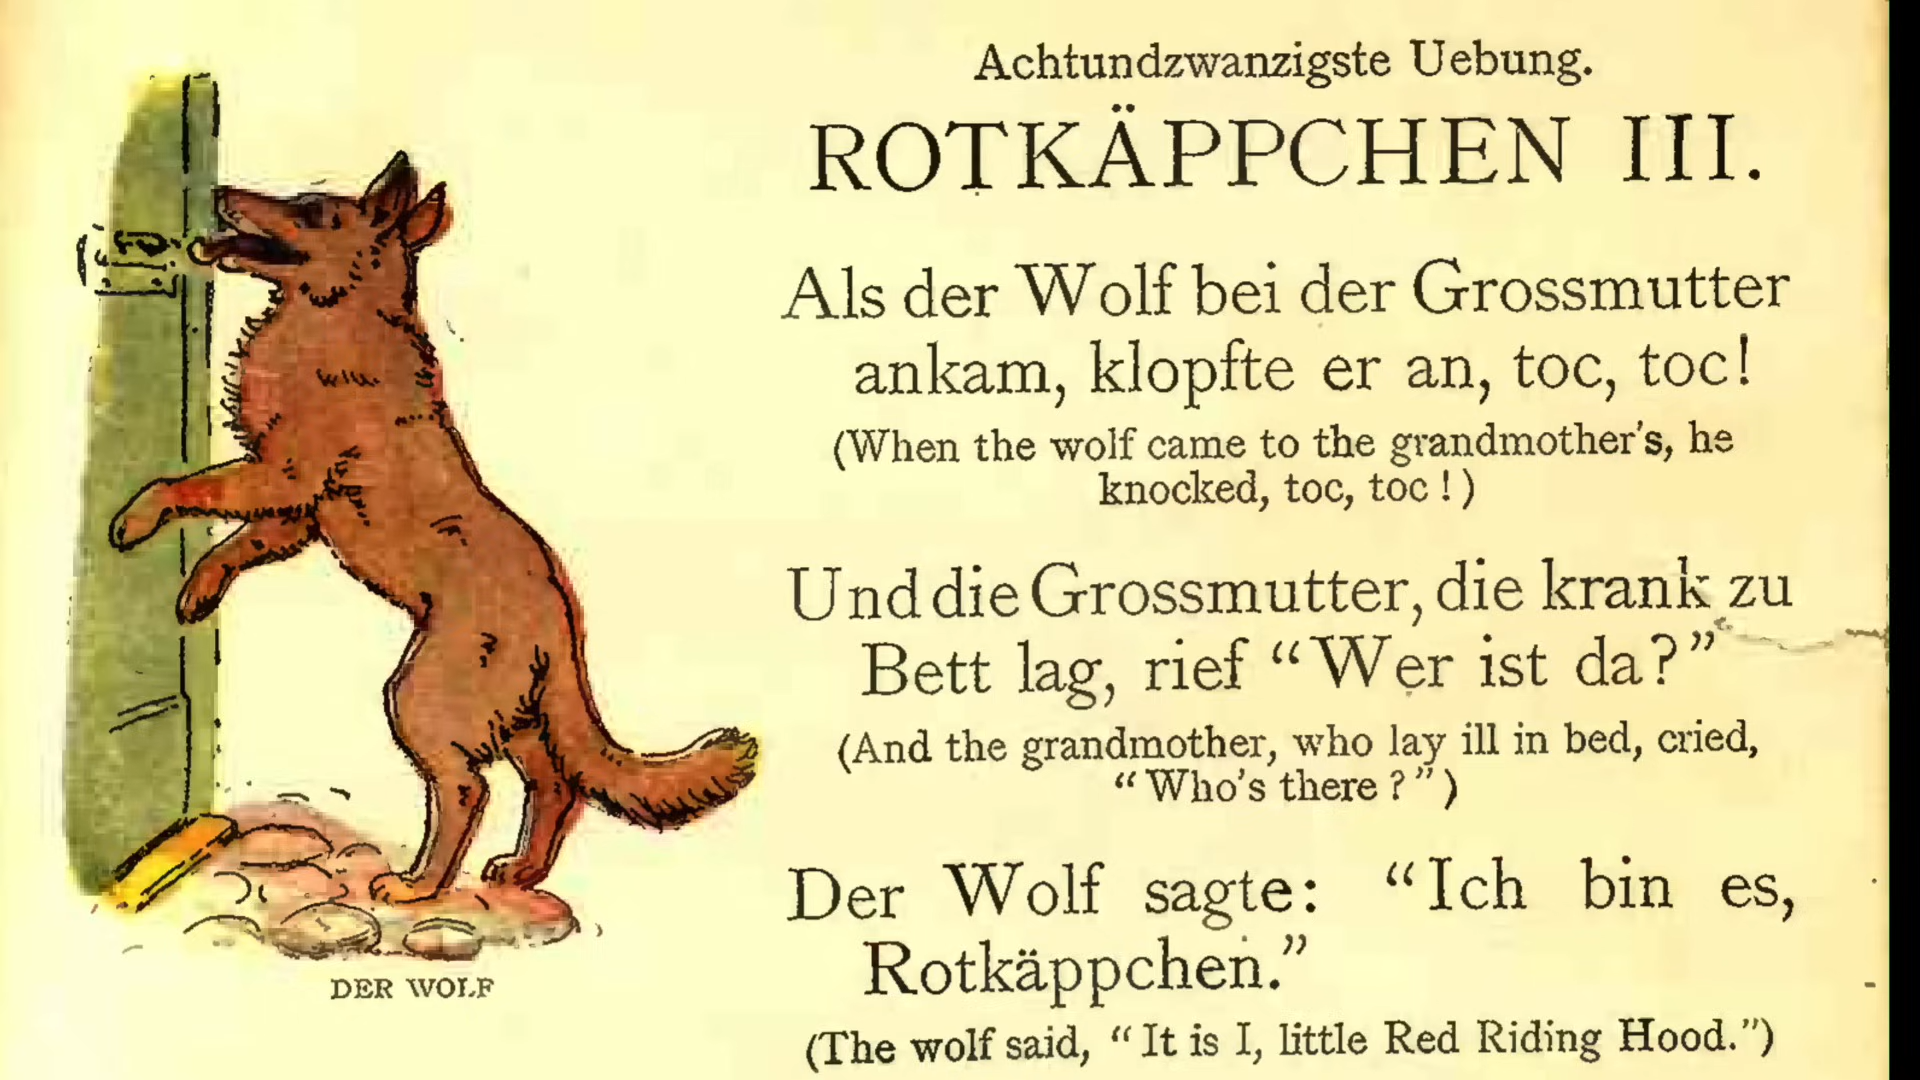 Achtundzwanzigste Uebung.
ROTKÄPPCHEN III.
Als der Wolf bei der Grossmutter
ankam, klopfte er an, toc, toc!
(When the wolf came to the grandmother's, he
knocked, toc, toc!)
Und die Grossmutter, die krank zu
Bett lag, rief “Wer ist da?”
(And the grandmother, who lay ill in bed, cried,
“Who's there?”)
Der Wolf sagte: “Ich bin es,
Rotkäppchen.”
(The wolf said, “It is I, little Red Riding Hood.”)
DER WOLF